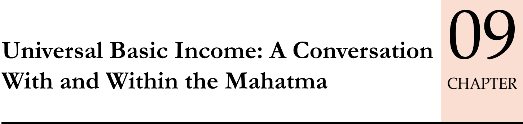 Universal Basic Income: A Conversation
With and Within the Mahatma
09
CHAPTER